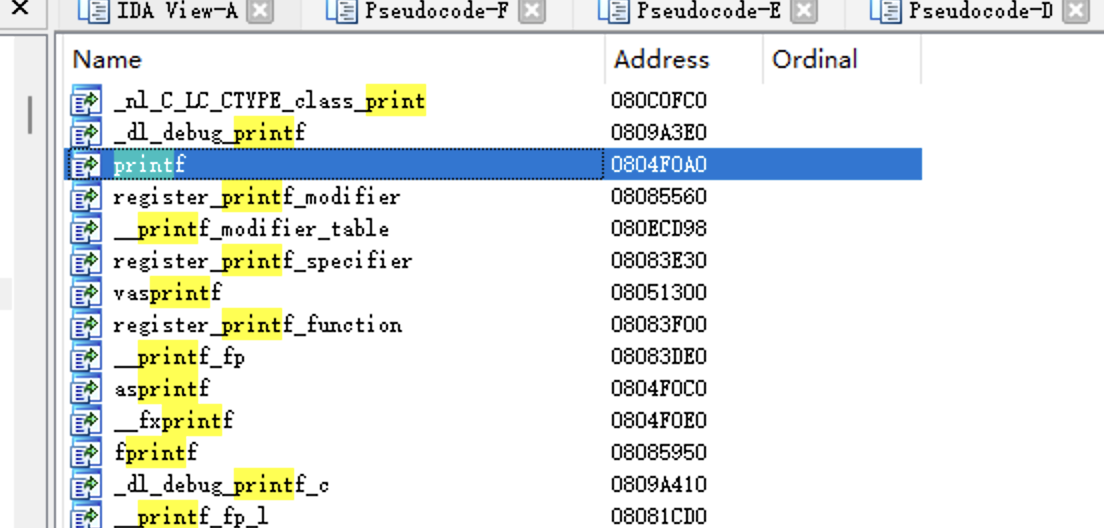 IDA View-A Pseudocode-F Pseudocode-E Pseudocode-D
Name Address Ordinal
_nl_C_LC_CTYPE_class_print 080C0FC0
_dl_debug_printf 0809A3E0
printf 0804F0A0
register_printf_modifier 08085560
__printf_modifier_table 080ECD98
register_printf_specifier 08083E30
vasprintf 08051300
register_printf_function 08083F00
__printf_fp 08083DE0
asprintf 0804F0C0
__fxprintf 0804F0E0
fprintf 08085950
_dl_debug_printf_c 0809A410
__printf_fp_l 08081CD0